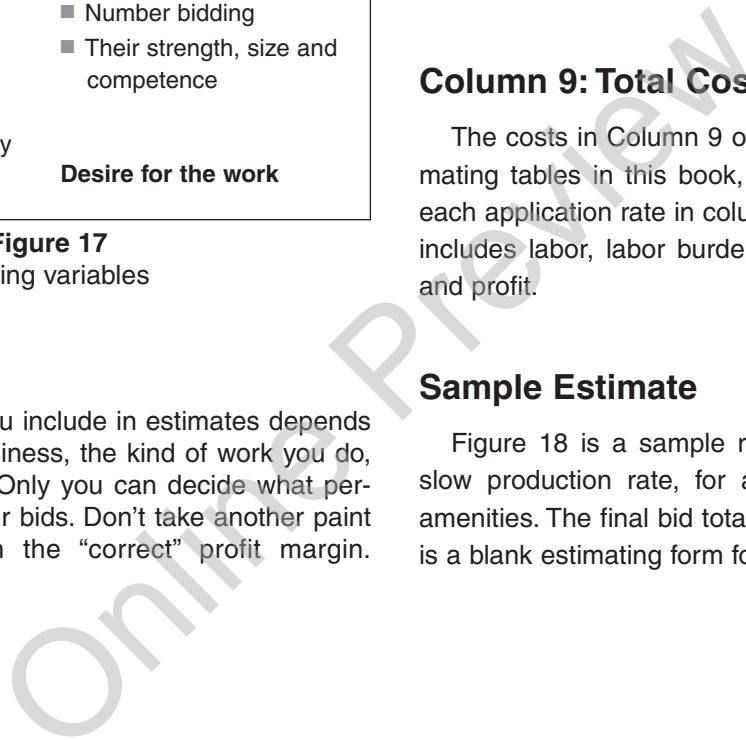 ■ Number bidding
■ Their strength, size and
competence
y
Desire for the work
Figure 17
ing variables
u include in estimates depends
siness, the kind of work you do,
Only you can decide what per-
r bids. Don't take another paint
the “correct” profit margin.
Column 9: Total Cos
The costs in Column 9 o
mating tables in this book,
each application rate in colu
includes labor, labor burde
and profit.
Sample Estimate
Figure 18 is a sample r
slow production rate, for a
amenities. The final bid tota
is a blank estimating form fo
Online Preview